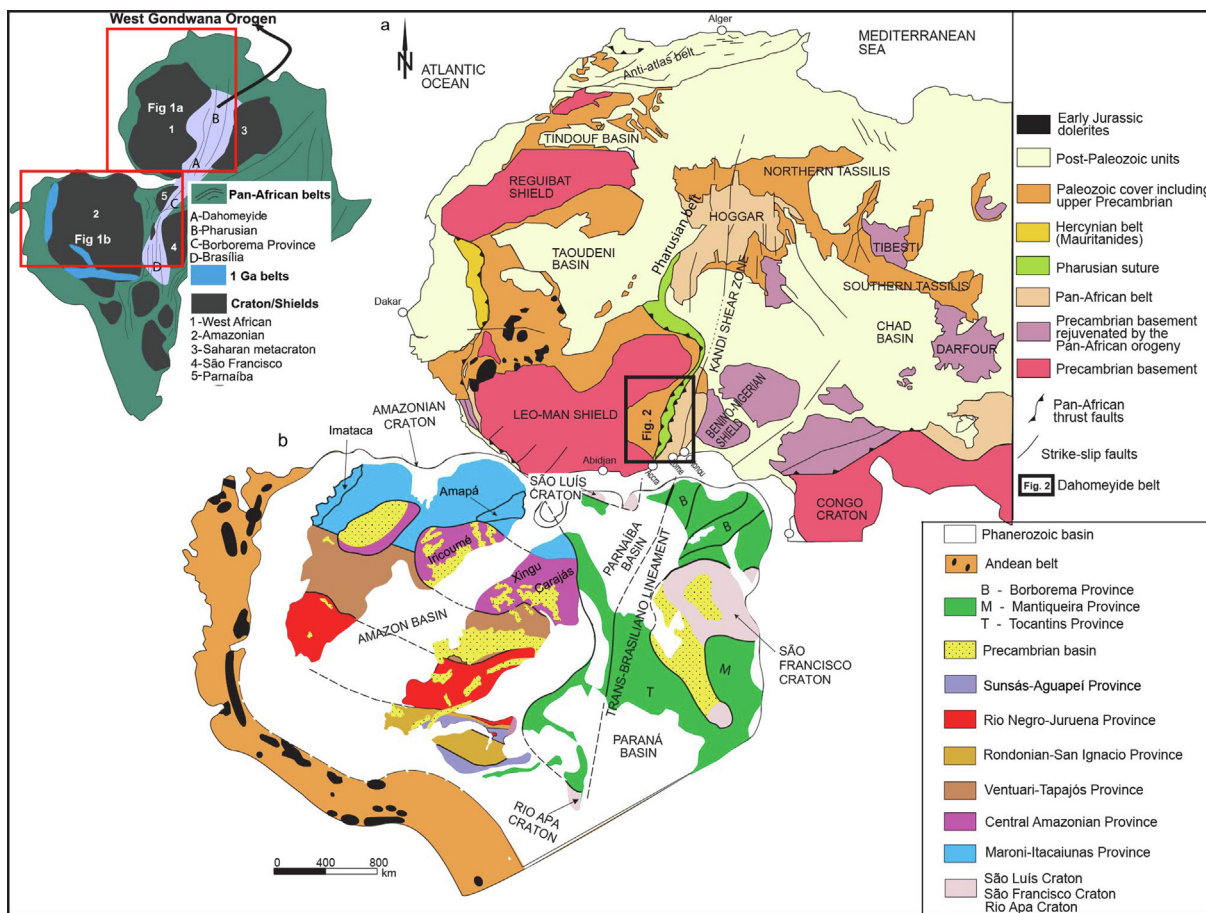 West Gondwana Orogen
Fig 1a
1
B
3
A
2
Fig 1b
5
C
4
D
Pan-African belts
A-Dahomeyide
B-Pharusian
C-Borborema Province
D-Brasília
1 Ga belts
Craton/Shields
1-West African
2-Amazonian
3-Saharan metacraton
4-São Francisco
5-Parnaíba
a
N
ATLANTIC
OCEAN
Alger
MEDITERRANEAN
SEA
Anti-atlas belt
TINDOUF BASIN
REGUIBAT
SHIELD
NORTHERN TASSILIS
HOGGAR
Pharusian belt
TAOUDENI
BASIN
TIBESTI
SOUTHERN TASSILIS
Dakar
KANDI SHEAR ZONE
CHAD
BASIN
DARFOUR
LEO-MAN SHIELD
Fig. 2
BENINO-NIGERIAN
SHIELD
Abidjan
Accra
CONGO
CRATON
Early Jurassic
dolerites
Post-Paleozoic units
Paleozoic cover including
upper Precambrian
Hercynian belt
(Mauritanides)
Pharusian suture
Pan-African belt
Precambrian basement
rejuvenated by the
Pan-African orogeny
Precambrian basement
Pan-African
thrust faults
Strike-slip faults
Fig. 2
Dahomeyide belt
b
AMAZONIAN
CRATON
Imataca
Amapá
SÃO LUÍS
CRATON
Iricoumé
Xingu
Carajás
AMAZON BASIN
PARNAÍBA
BASIN
TRANS-BRASILIANO LINEAMENT
B
B
SÃO
FRANCISCO
CRATON
M
T
PARANÁ
BASIN
RIO APA
CRATON
0 400 800
km
Phanerozoic basin
Andean belt
B - Borborema Province
M - Mantiqueira Province
T - Tocantins Province
Precambrian basin
Sunsás-Aguapeí Province
Rio Negro-Juruena Province
Rondonian-San Ignacio Province
Ventuari-Tapajós Province
Central Amazonian Province
Maroni-Itacaiunas Province
São Luís Craton
São Francisco Craton
Rio Apa Craton